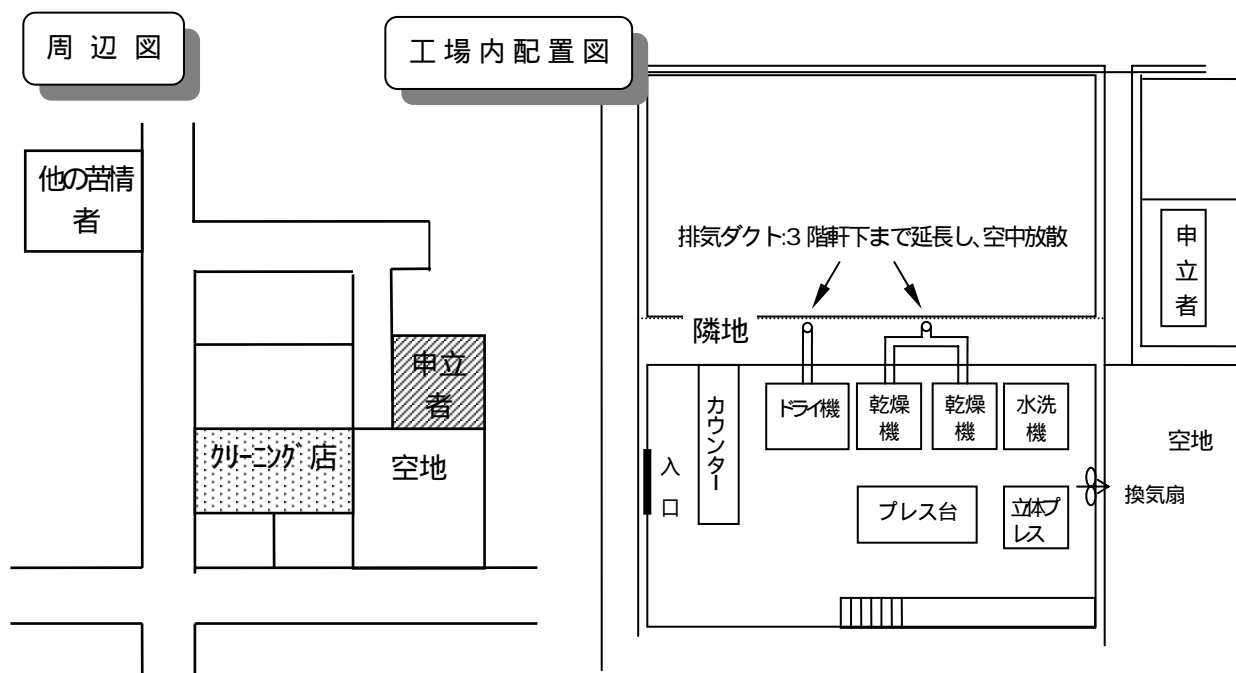 周辺図
工場内配置図
他の苦情
者
申立
者
クリーニング店
空地
排気ダクト:3階軒下まで延長し、空中放散
隣地
申
立
者
カウンター
ドライ機
乾燥
機
乾燥
機
水洗
機
入
口
プレス台
立体プ
レス
空地
換気扇